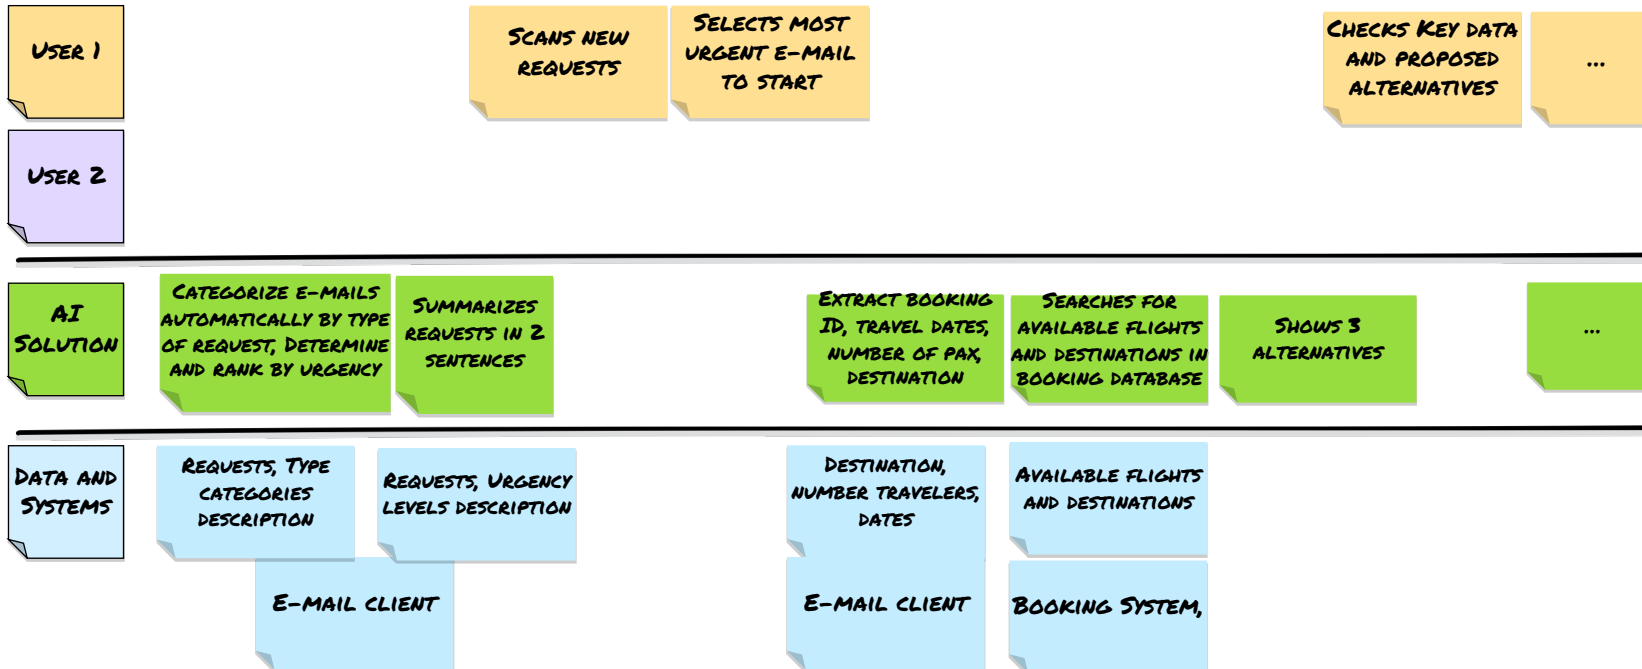 User 1
Scans new
requests
Selects most
urgent e-mail
to start
Checks Key data
and proposed
alternatives
...
User 2
AI
Solution
Categorize e-mails
automatically by type
of request, Determine
and rank by urgency
Summarizes
requests in 2
sentences
Extract booking
ID, travel dates,
number of pax,
destination
Searches for
available flights
and destinations in
booking database
Shows 3
alternatives
...
Data and
Systems
Requests, Type
categories
description
Requests, Urgency
levels description
Destination,
number travelers,
dates
Available flights
and destinations
E-mail client
E-mail client
Booking System,